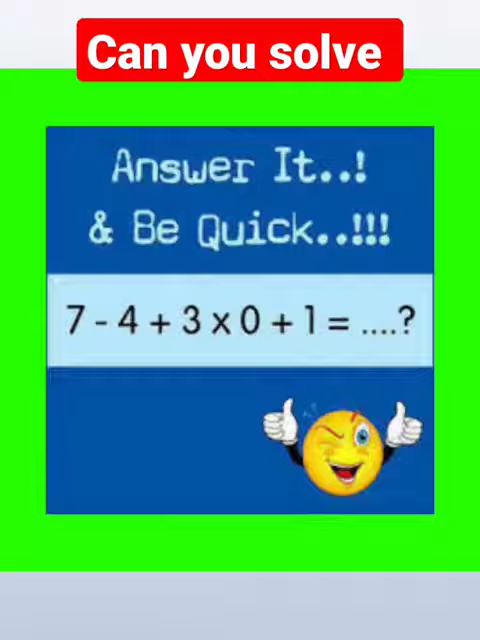 Can you solve
Answer It..!
& Be Quick..!!!
7 - 4 + 3 x 0 + 1 = ....?